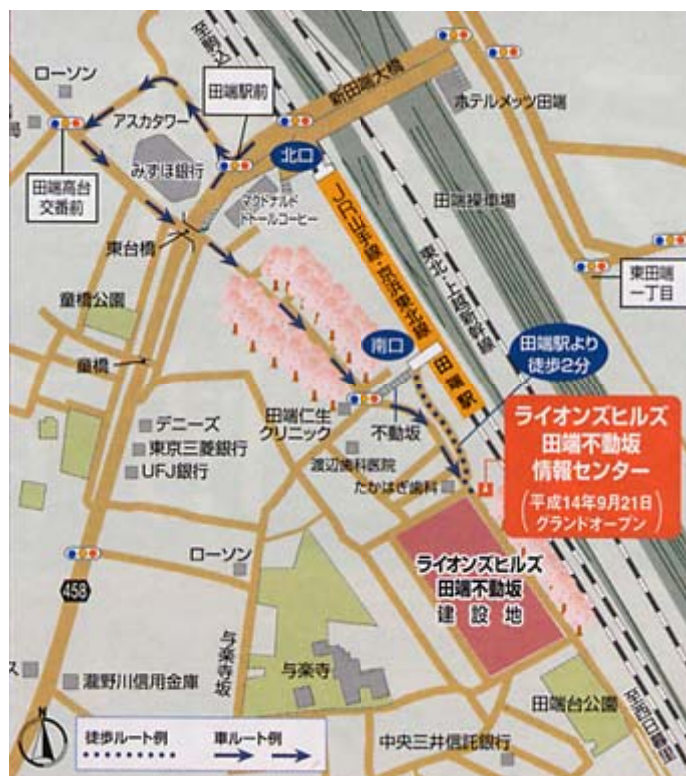 至駒込
ローソン
田端駅前
新田端大橋
アスカタワー
ホテルメッツ田端
みずほ銀行
北口
田端高台
交番前
マクドナルド
ドトールコーヒー
田端操車場
東台橋
JR山手線・京浜東北線
東北・上越新幹線
東田端
一丁目
童橋公園
南口
田端駅
田端駅より
徒歩2分
童橋
田端仁生
クリニック
不動坂
デニーズ
東京三菱銀行
UFJ銀行
渡辺歯科医院
たかはぎ歯科
ライオンズヒルズ
田端不動坂
情報センター
(平成14年9月21日
グランドオープン)
ローソン
ライオンズヒルズ
田端不動坂
建設地
458
与楽寺坂
与楽寺
ス
瀧野川信用金庫
田端台公園
至西日暮里
中央三井信託銀行
N
徒歩ルート例
車ルート例